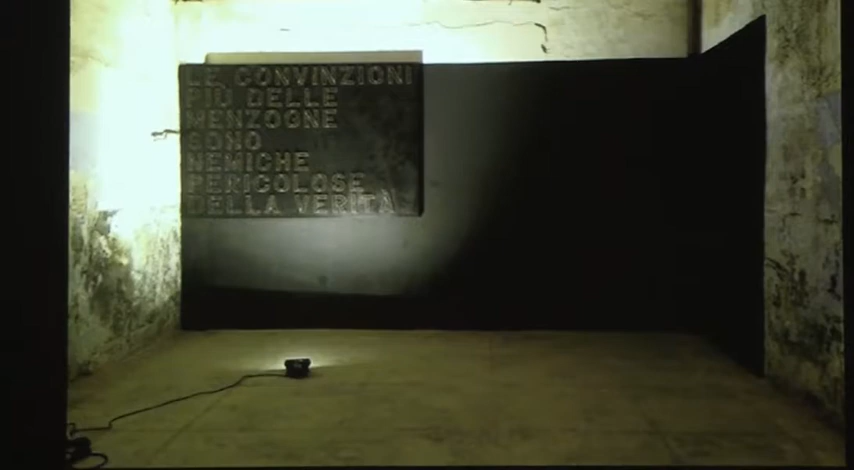 LE CONVINZIONI
PIÙ DELLE
MENZOGNE
SONO
NEMICHE
PERICOLOSE
DELLA VERITÀ